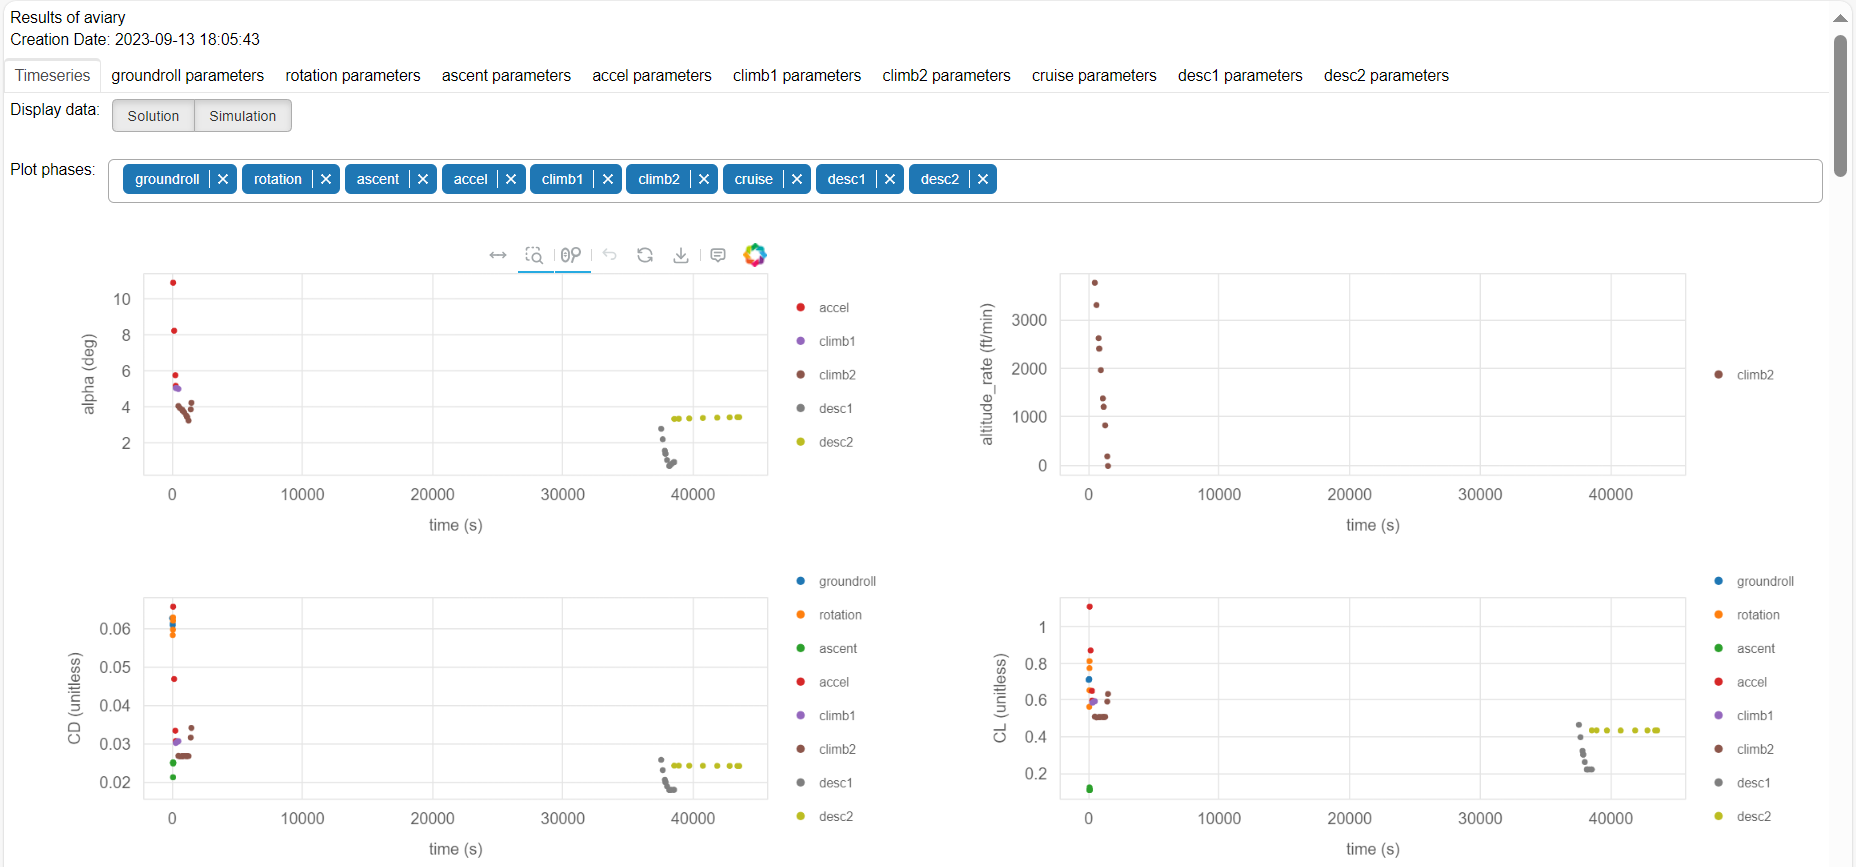 Results of aviary
Creation Date: 2023-09-13 18:05:43
Timeseries groundroll parameters rotation parameters ascent parameters accel parameters climb1 parameters climb2 parameters cruise parameters desc1 parameters desc2 parameters
Display data: Solution Simulation
Plot phases: groundroll rotation ascent accel climb1 climb2 cruise desc1 desc2
alpha (deg)
10
8
6
4
2
0 10000 20000 30000 40000
time (s)
accel
climb1
climb2
desc1
desc2
altitude_rate (ft/min)
3000
2000
1000
0
0 10000 20000 30000 40000
time (s)
climb2
CD (unitless)
0.06
0.05
0.04
0.03
0.02
0 10000 20000 30000 40000
time (s)
groundroll
rotation
ascent
accel
climb1
climb2
desc1
desc2
CL (unitless)
1
0.8
0.6
0.4
0.2
0 10000 20000 30000 40000
time (s)
groundroll
rotation
ascent
accel
climb1
climb2
desc1
desc2